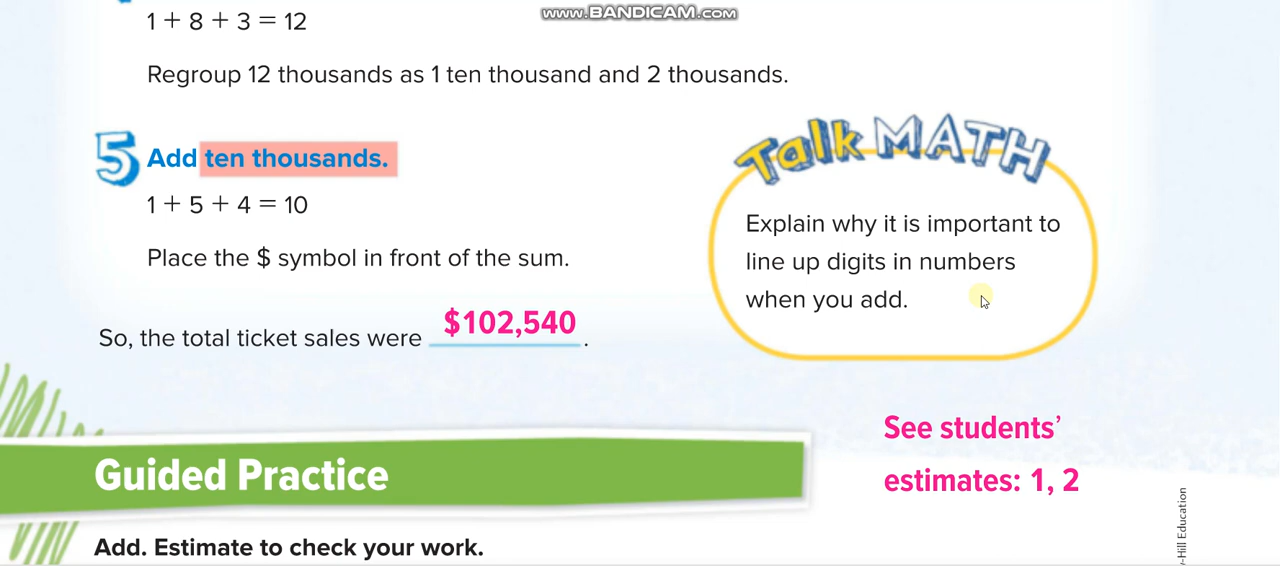 www.BANDICAM.com
1 + 8 + 3 = 12
Regroup 12 thousands as 1 ten thousand and 2 thousands.
5 Add ten thousands.
1 + 5 + 4 = 10
Place the $ symbol in front of the sum.
So, the total ticket sales were $102,540.
Talk MATH
Explain why it is important to
line up digits in numbers
when you add.
See students’
estimates: 1, 2
Guided Practice
Add. Estimate to check your work.
-Hill Education